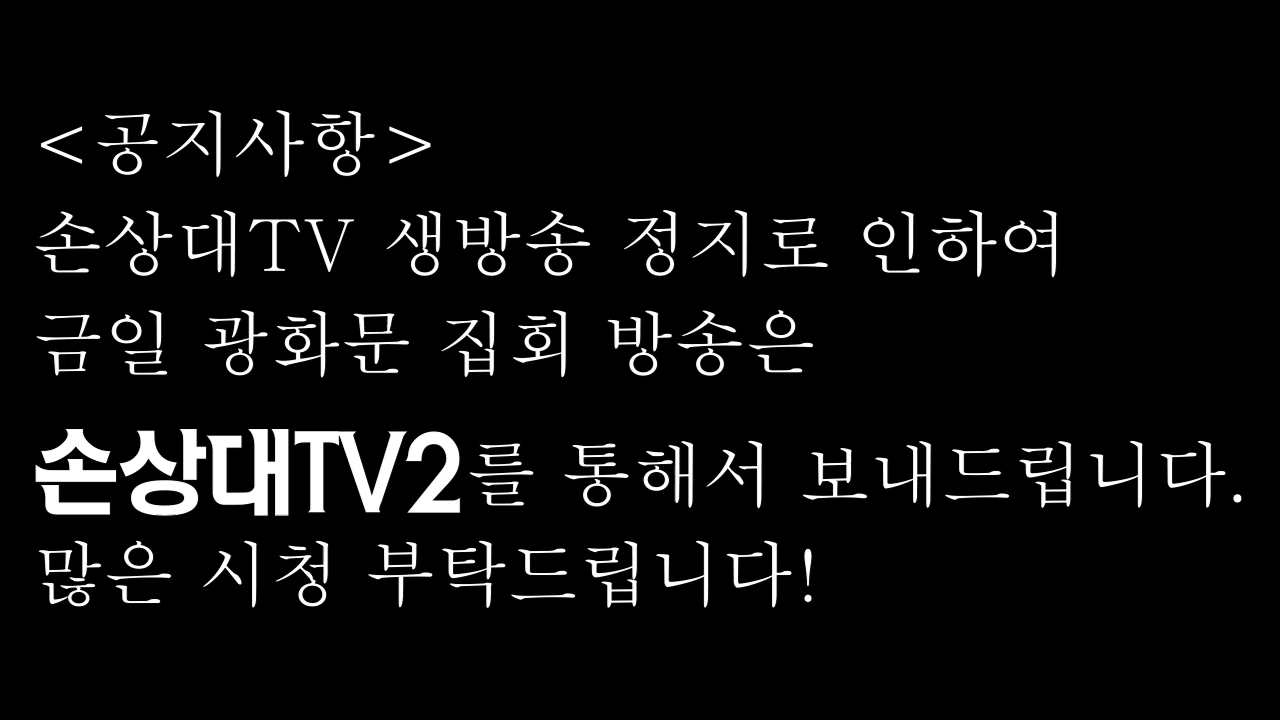 <공지사항>
손상대TV 생방송 정지로 인하여
금일 광화문 집회 방송은
손상대TV2를 통해서 보내드립니다.
많은 시청 부탁드립니다!